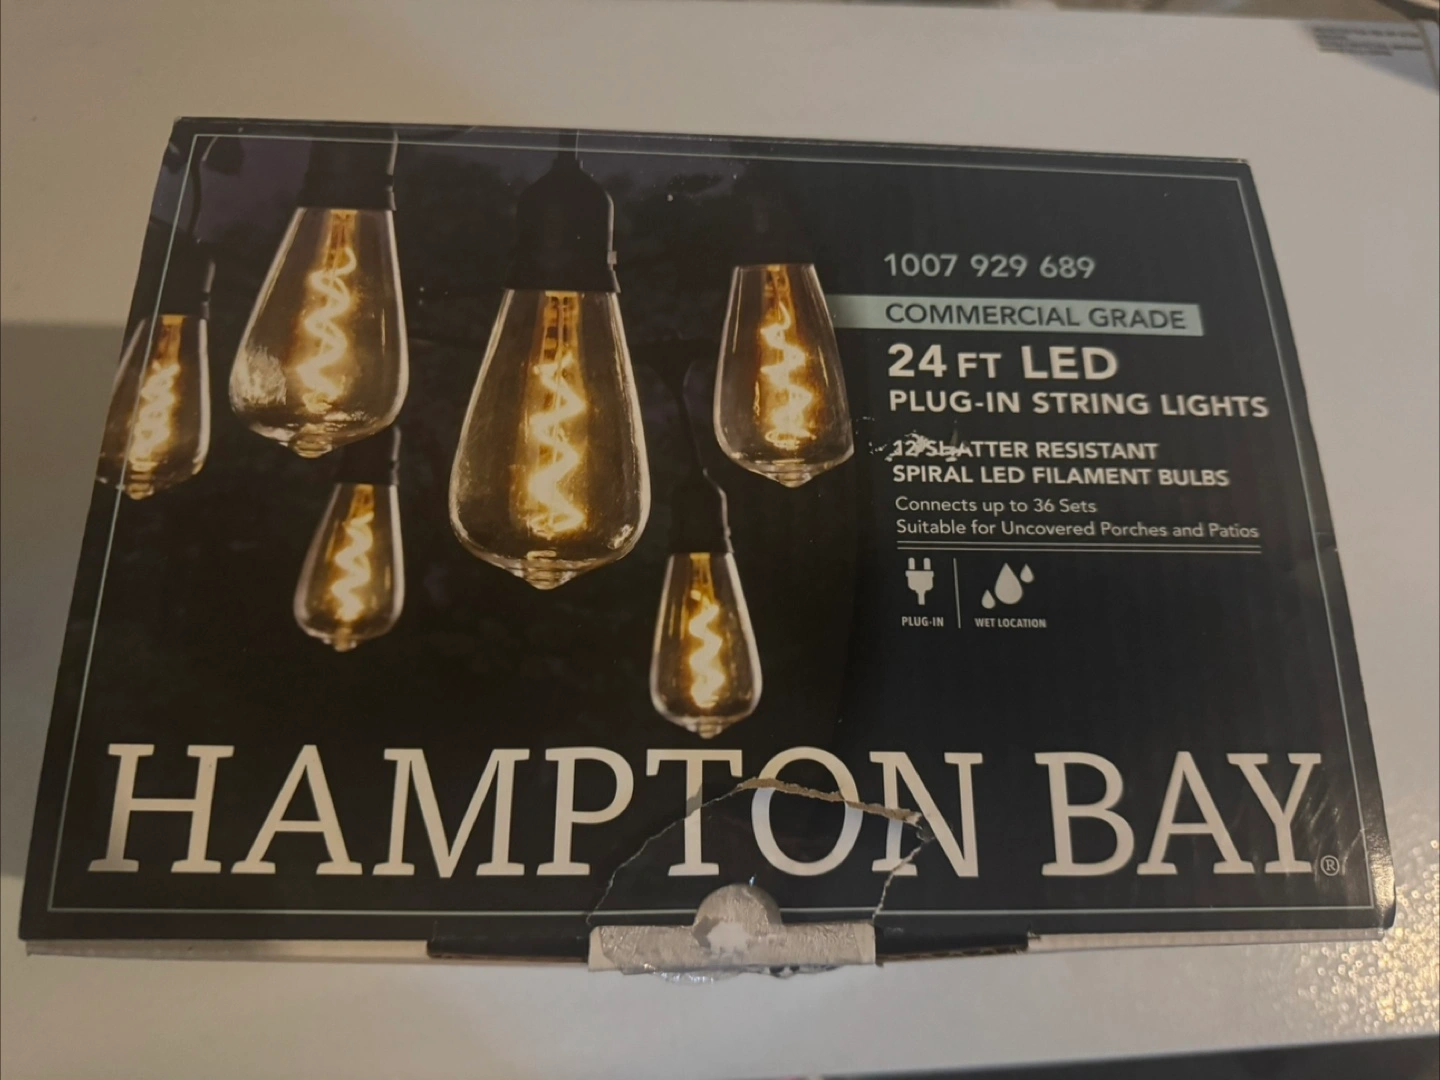 1007 929 689
COMMERCIAL GRADE
24 FT LED
PLUG-IN STRING LIGHTS
12 SHATTER RESISTANT
SPIRAL LED FILAMENT BULBS
Connects up to 36 Sets
Suitable for Uncovered Porches and Patios
PLUG-IN WET LOCATION
HAMPTON BAY®